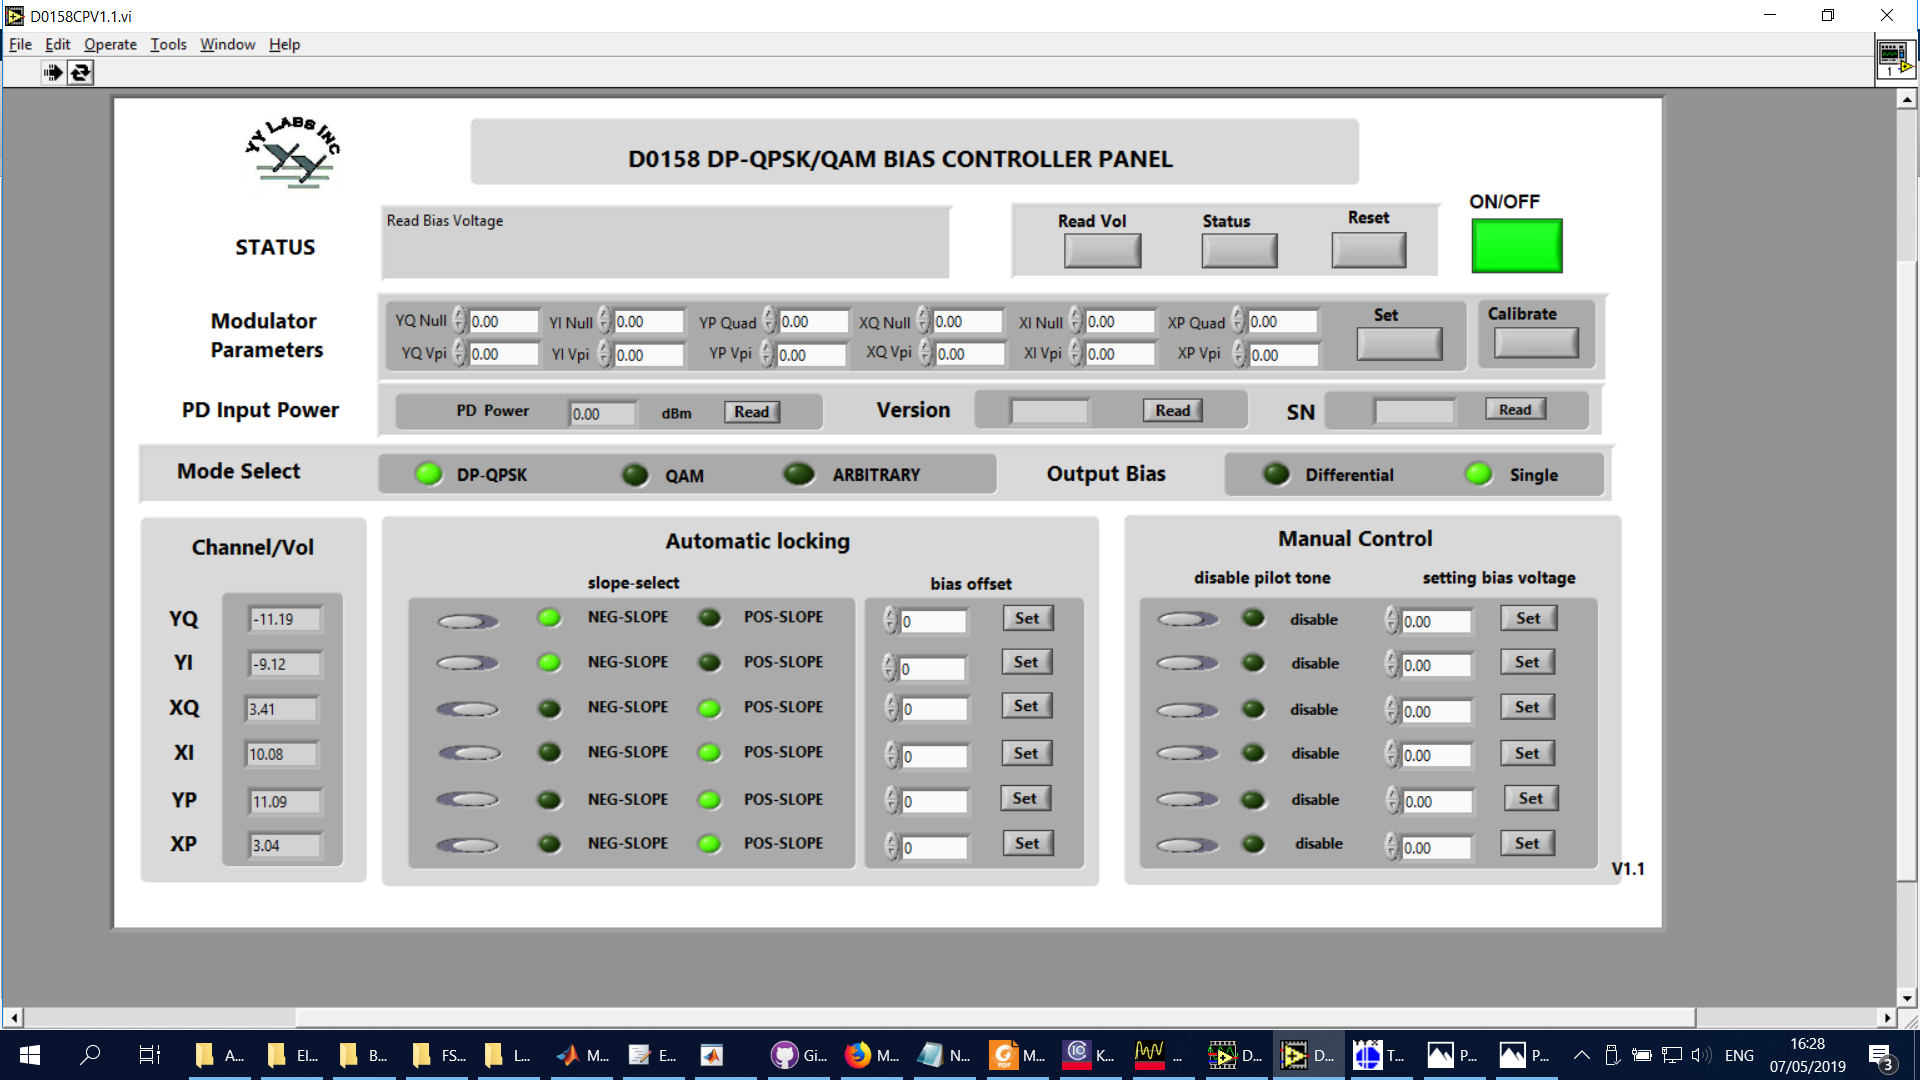 D0158CPV1.1.vi
File Edit Operate Tools Window Help
1
YY LABS INC
D0158 DP-QPSK/QAM BIAS CONTROLLER PANEL
STATUS
Read Bias Voltage
Read Vol Status Reset
ON/OFF
Modulator
Parameters
YQ Null 0.00 YI Null 0.00 YP Quad 0.00 XQ Null 0.00 XI Null 0.00 XP Quad 0.00 Set Calibrate
YQ Vpi 0.00 YI Vpi 0.00 YP Vpi 0.00 XQ Vpi 0.00 XI Vpi 0.00 XP Vpi 0.00
PD Input Power PD Power 0.00 dBm Read Version Read SN Read
Mode Select DP-QPSK QAM ARBITRARY Output Bias Differential Single
Channel/Vol Automatic locking Manual Control
slope-select bias offset disable pilot tone setting bias voltage
YQ -11.19 NEG-SLOPE POS-SLOPE 0 Set disable 0.00 Set
YI -9.12 NEG-SLOPE POS-SLOPE 0 Set disable 0.00 Set
XQ 3.41 NEG-SLOPE POS-SLOPE 0 Set disable 0.00 Set
XI 10.08 NEG-SLOPE POS-SLOPE 0 Set disable 0.00 Set
YP 11.09 NEG-SLOPE POS-SLOPE 0 Set disable 0.00 Set
XP 3.04 NEG-SLOPE POS-SLOPE 0 Set disable 0.00 Set
V1.1
A... El... B... FS... L... M... E... Gi... M... N... M... K... ... D... D... T... P... P... ENG 16:28
07/05/2019
3